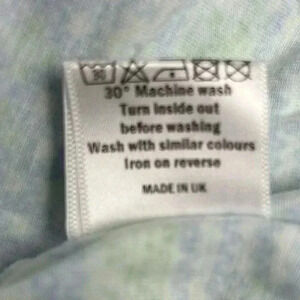 30° Machine wash
Turn inside out
before washing
Wash with similar colours
Iron on reverse
MADE IN UK